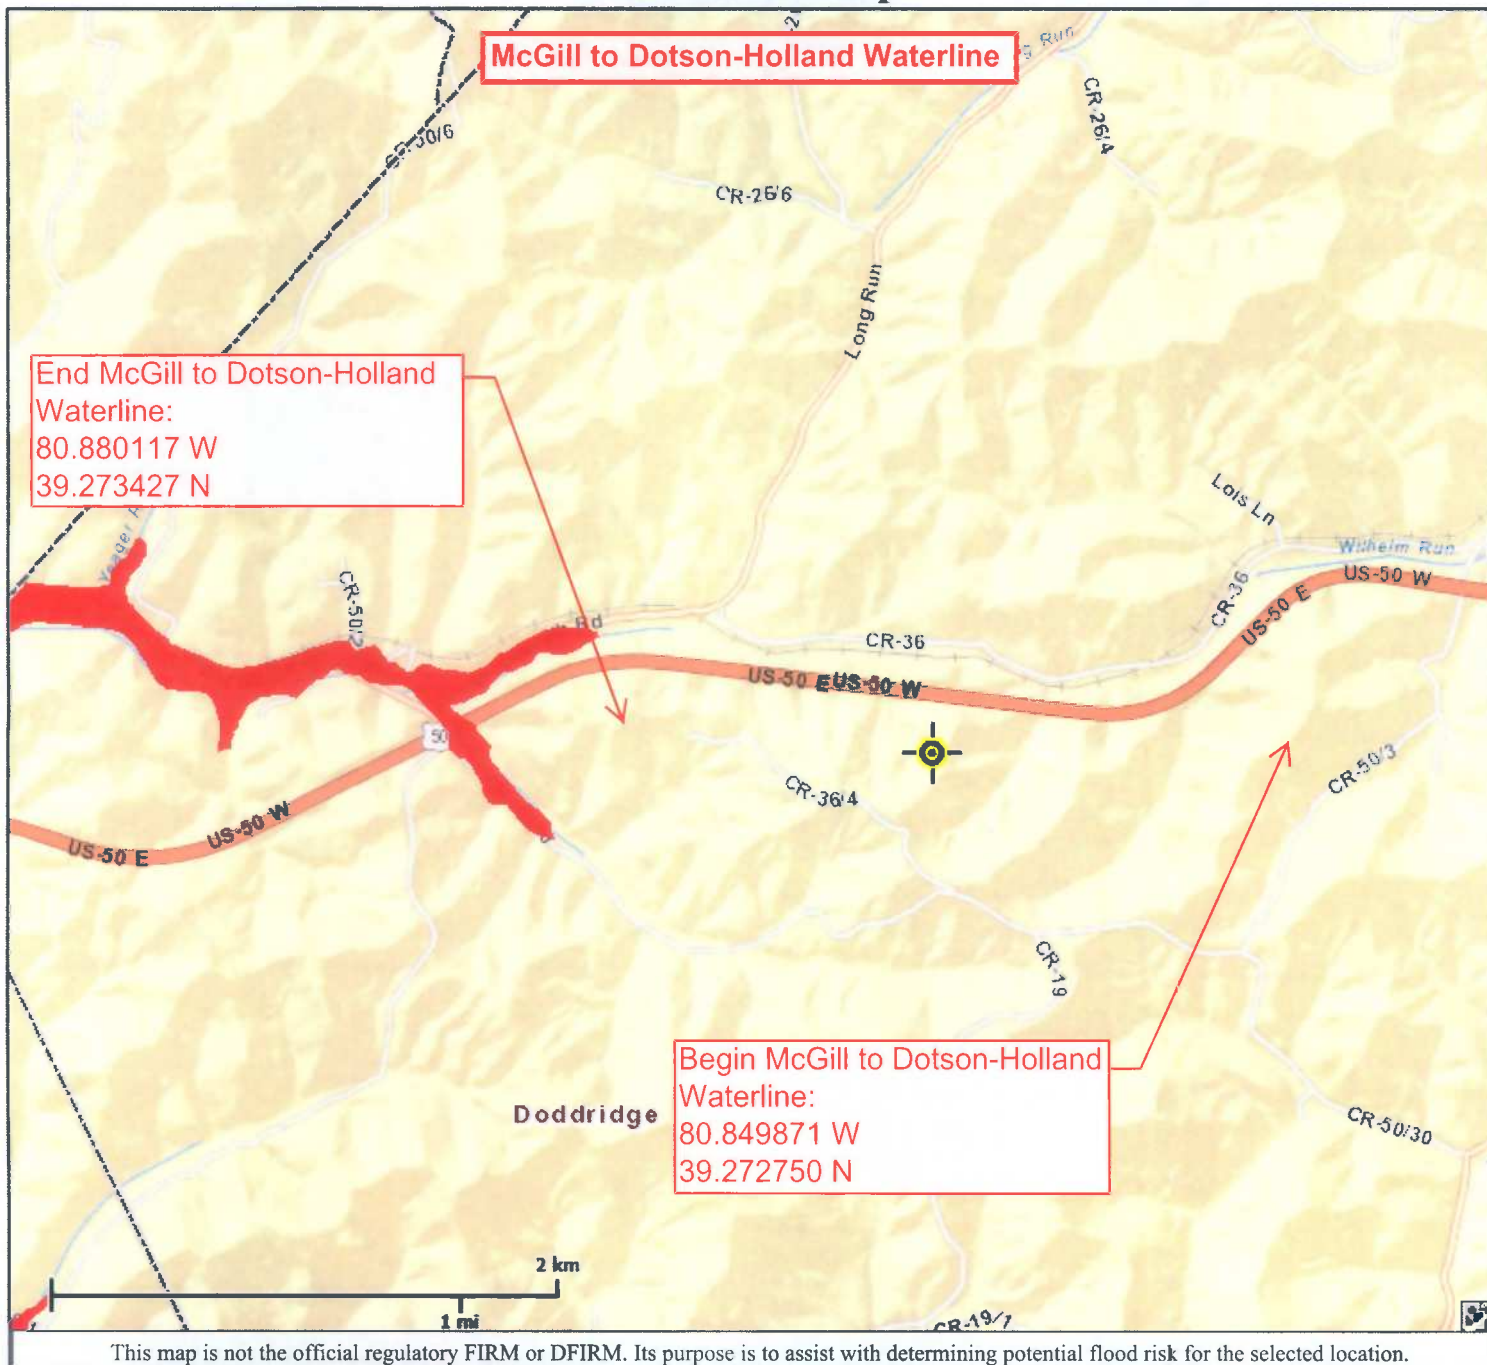 McGill to Dotson-Holland Waterline
Run
CR-26/4
CR-26/6
Long Run
End McGill to Dotson-Holland
Waterline:
80.880117 W
39.273427 N
Lois Ln
Wilhelm Run
US-50 W
US-50 E
CR-36
CR-36
Yeager
CR-50/2
Rd
US-50 EUS-50 W
50
CR-36/4
CR-50/3
US-50 W
US-50 E
CR-19
Begin McGill to Dotson-Holland
Waterline:
80.849871 W
39.272750 N
Doddridge
CR-50/30
2 km
1 mi
CR-19/1
This map is not the official regulatory FIRM or DFIRM. Its purpose is to assist with determining potential flood risk for the selected location.